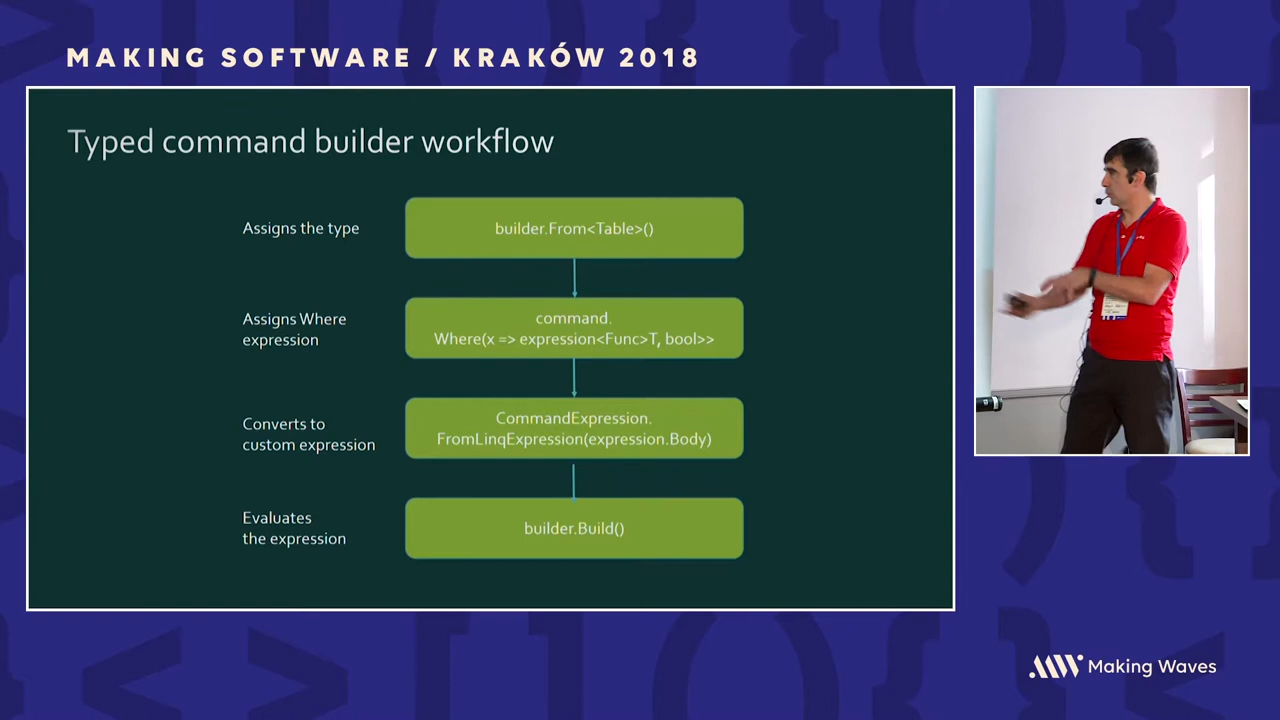 MAKING SOFTWARE / KRAKÓW 2018
Typed command builder workflow
Assigns the type
builder.From<Table>()
Assigns Where
expression
command.
Where(x => expression<Func>T, bool>>
Converts to
custom expression
CommandExpression.
FromLinqExpression(expression.Body)
Evaluates
the expression
builder.Build()
Making Waves